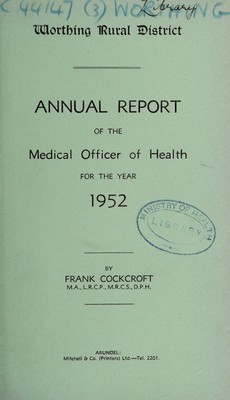 C 44147 (3) WORTHING
Library
Worthing Rural District
ANNUAL REPORT
OF THE
Medical Officer of Health
FOR THE YEAR
1952
MINISTRY OF HEALTH
LIBRARY
BY
FRANK COCKCROFT
M.A., L.R.C.P., M.R.C.S., D.P.H.
ARUNDEL:
Mitchell & Co. (Printers) Ltd.—Tel. 2201.